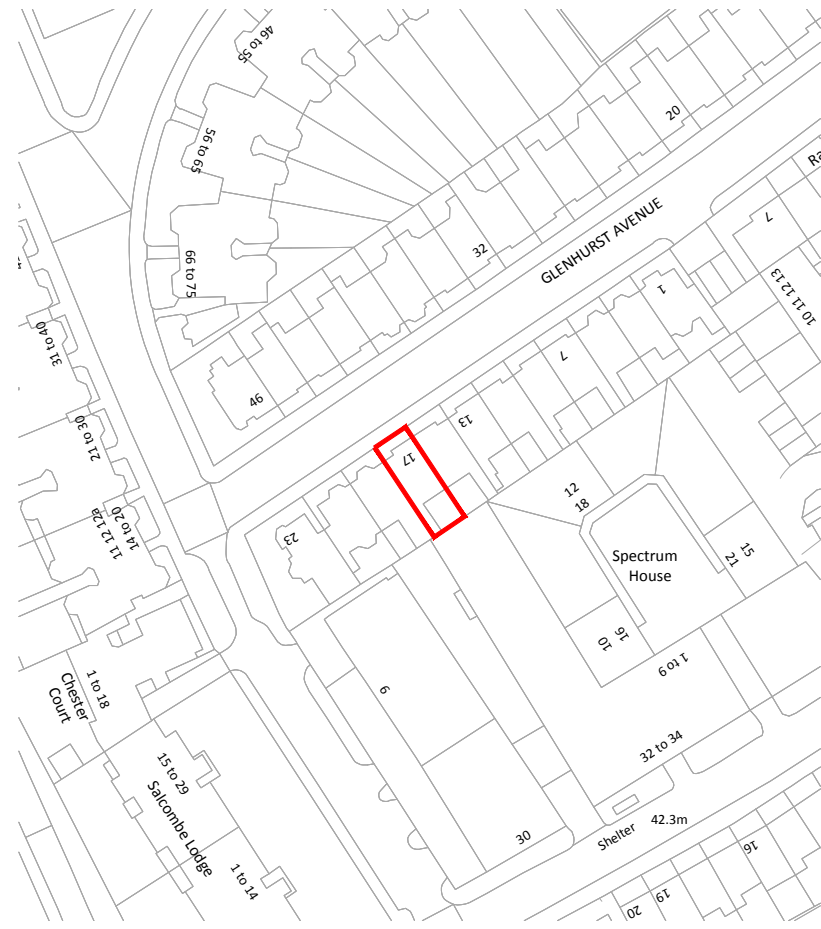 46 to 55
20
56 to 65
Ra
7
32
GLENHURST AVENUE
66 to 75
10 11 12 13
1
31 to 40
7
46
13
17
21 to 30
12
18
14 to 20
11 12 12a
23
Spectrum
House
15
21
16
10
1 to 9
1 to 18
Chester
Court
6
32 to 34
15 to 29
Salcombe Lodge
1 to 14
30
Shelter
42.3m
16
19
20